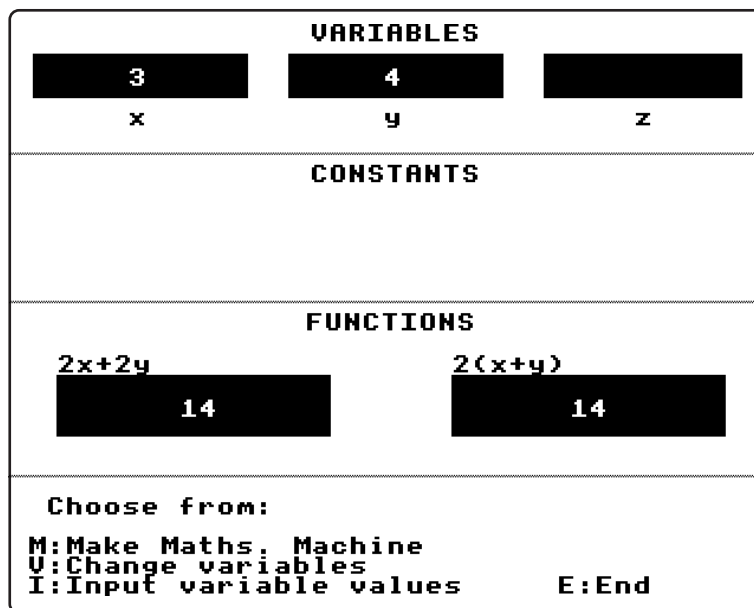 VARIABLES
3 4
x y z
CONSTANTS
FUNCTIONS
2x+2y 2(x+y)
14 14
Choose from:
M:Make Maths. Machine
V:Change variables
I:Input variable values E:End